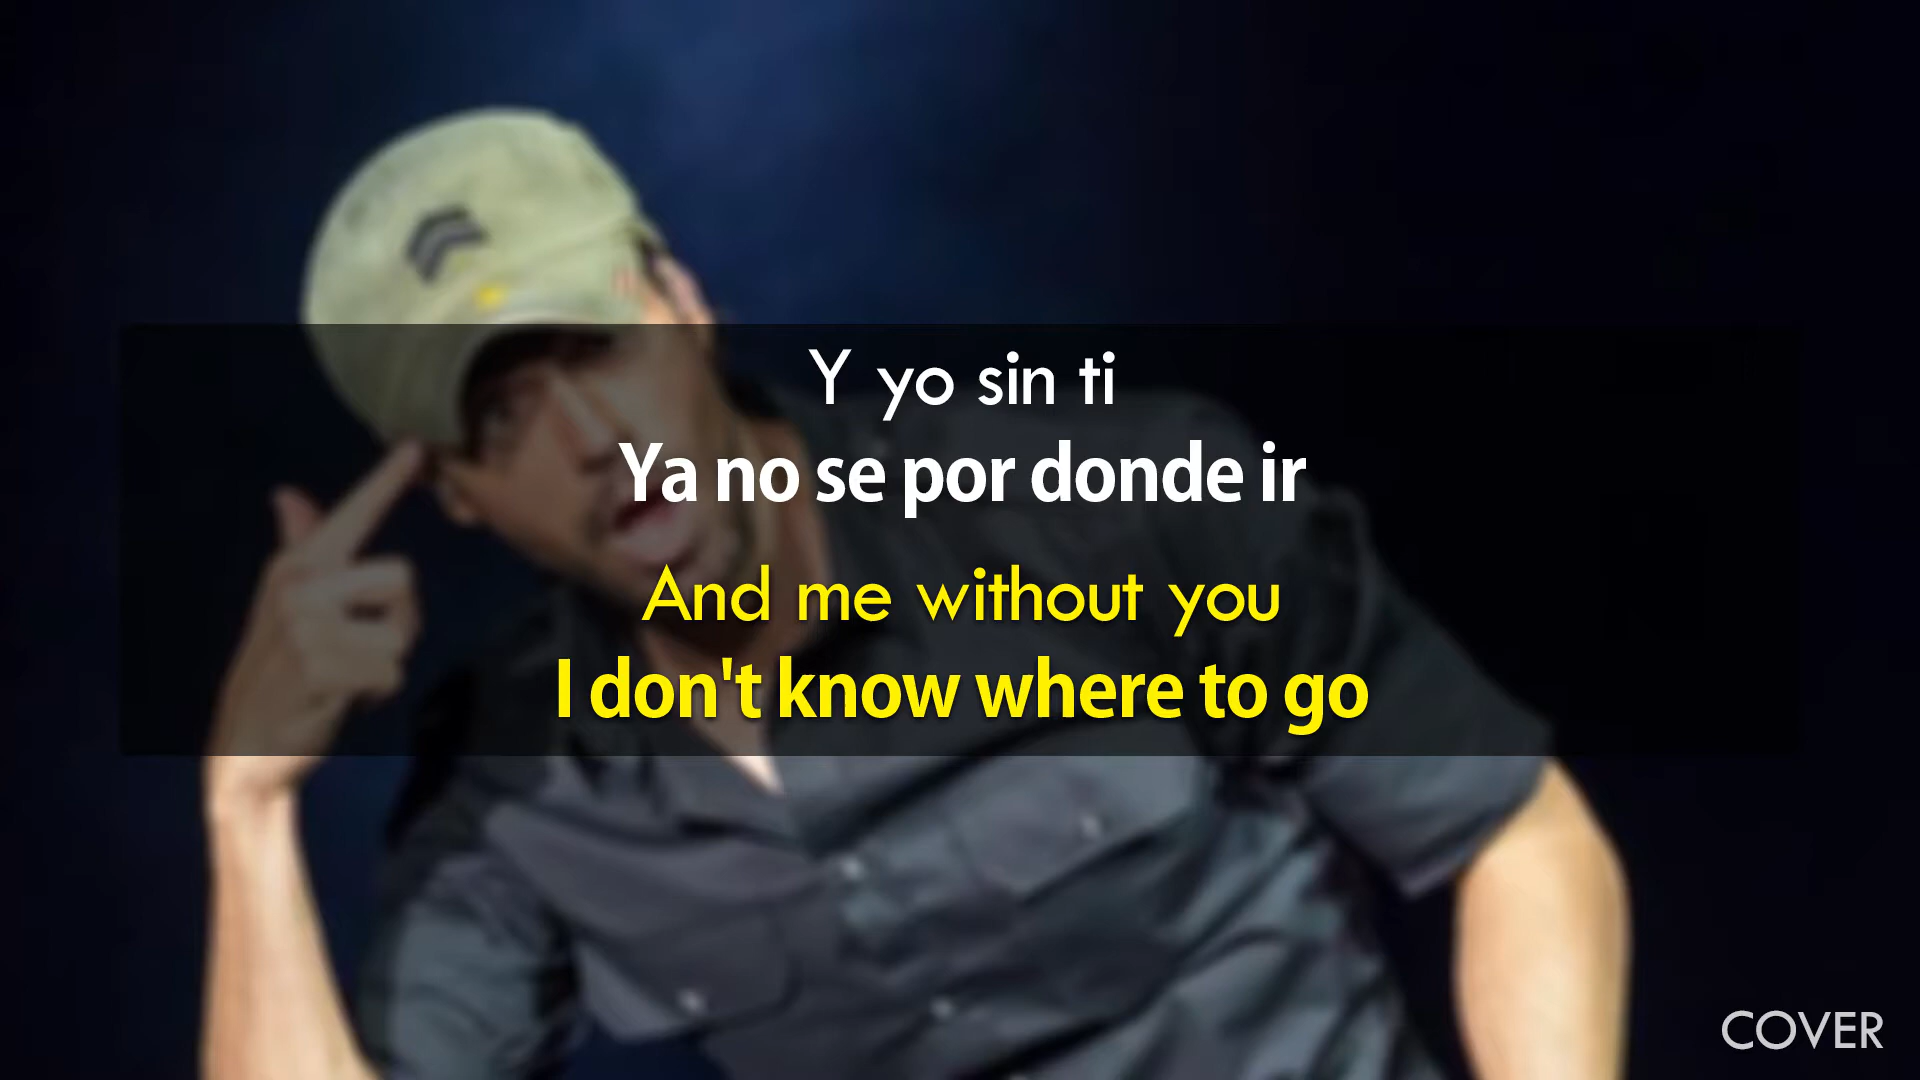 Y yo sin ti
Ya no se por donde ir
And me without you
I don't know where to go
COVER